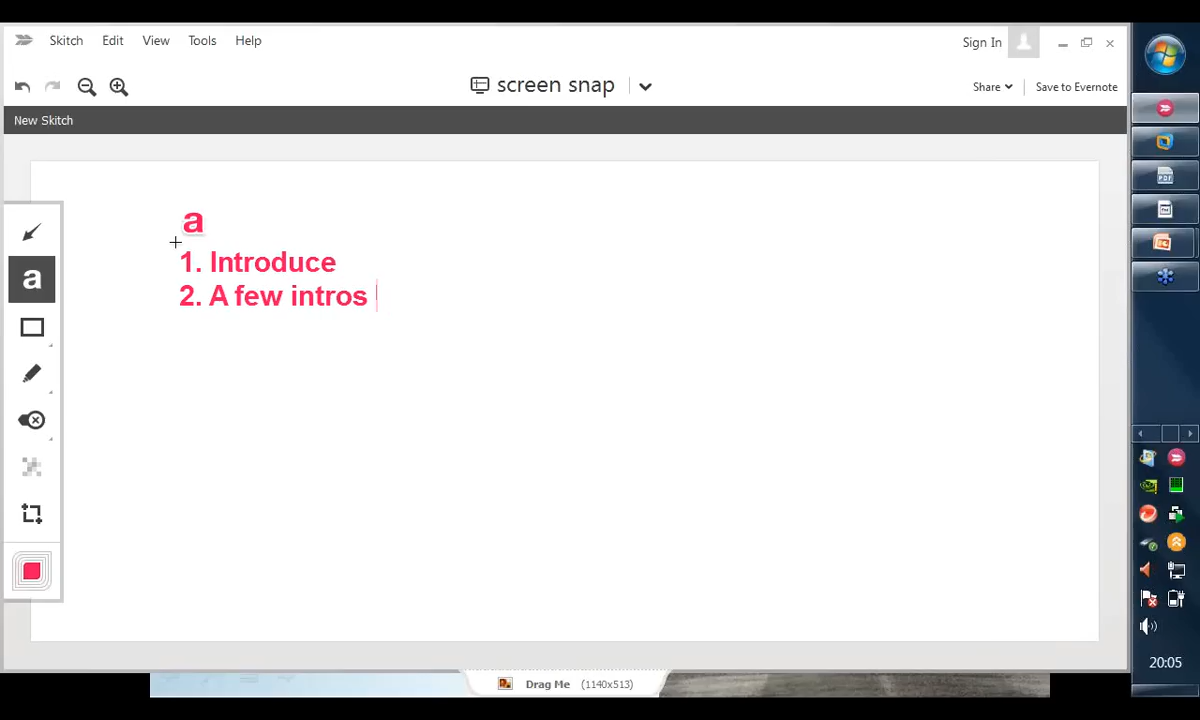 Skitch Edit View Tools Help
Sign In
screen snap
Share
Save to Evernote
New Skitch
a
a
1. Introduce
2. A few intros
PDF
20:05
Drag Me (1140x513)